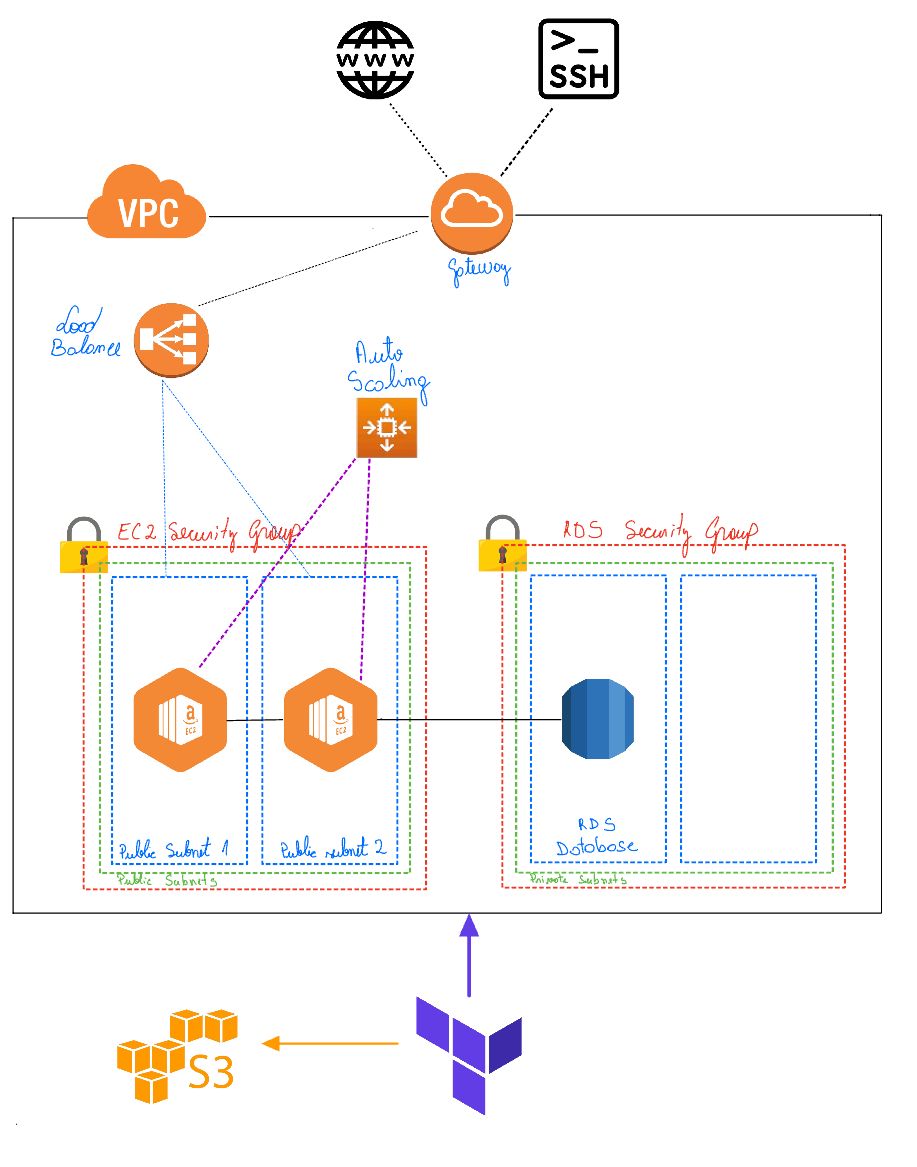 WWW
>_
SSH
VPC
Gateway
Load
Balance
Auto
Scaling
EC2 Security Group
RDS Security Group
a
EC2
a
EC2
RDS
Database
Public Subnet 1
Public subnet 2
Public Subnets
Private Subnets
S3